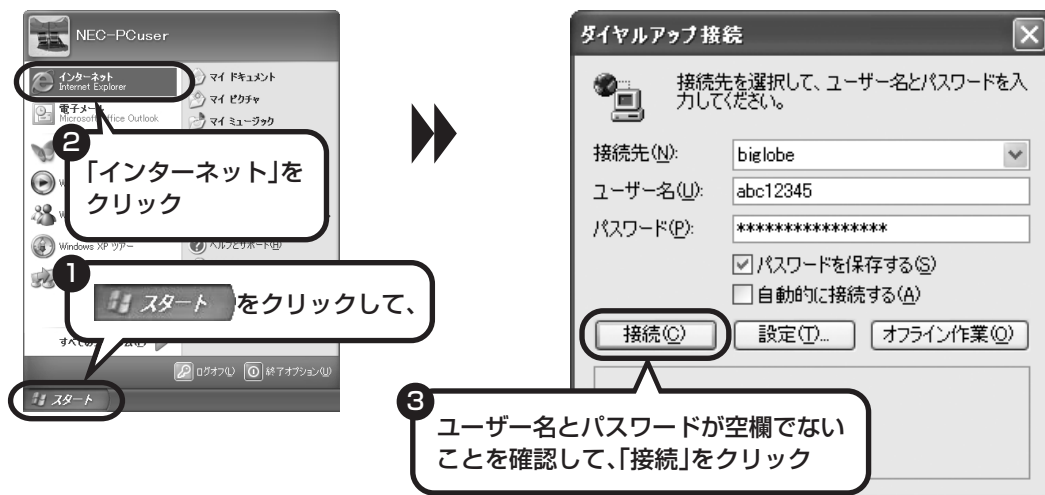 NEC-PCuser
インターネット
Internet Explorer
電子メール
Microsoft Office Outlook
マイ ドキュメント
マイ ピクチャ
マイ ミュージック
2
「インターネット」を
クリック
W
W
Windows XP ツアー
ヘルプとサポート(H)
1
スタート をクリックして、
ログオフ(L)
終了オプション(U)
スタート
ダイヤルアップ接続
接続先を選択して、ユーザー名とパスワードを入
力してください。
接続先(N): biglobe
ユーザー名(U): abc12345
パスワード(P): ****************
パスワードを保存する(S)
自動的に接続する(A)
接続(C) 設定(T)... オフライン作業(O)
3
ユーザー名とパスワードが空欄でない
ことを確認して、「接続」をクリック